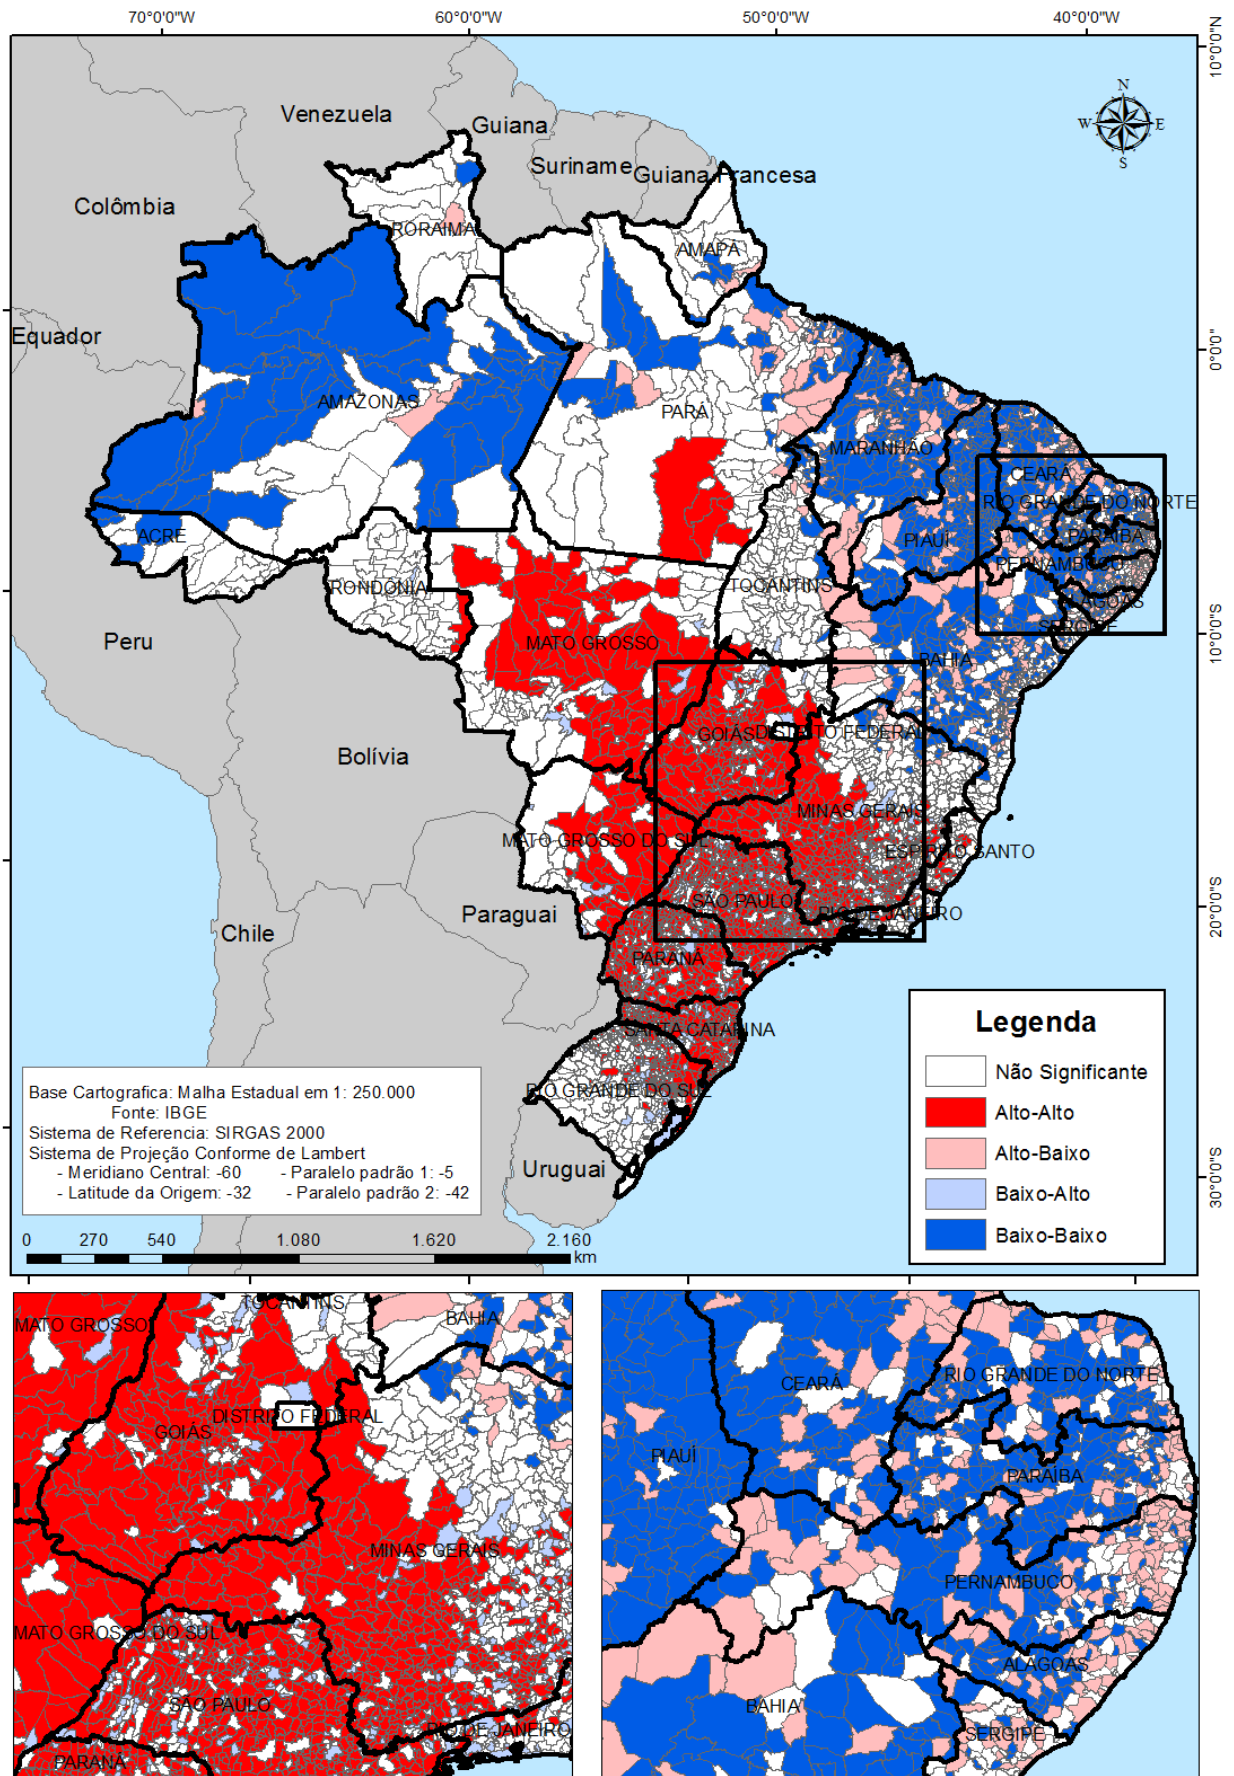 70°0'0"W
60°0'0"W
50°0'0"W
40°0'0"W
10°0'0"N
0°0'0"
10°0'0"S
20°0'0"S
30°0'0"S
N
W
E
S
Venezuela
Guiana
Suriname
Guiana Francesa
Colômbia
RORAIMA
AMAPÁ
Equador
AMAZONAS
PARÁ
MARANHÃO
CEARÁ
RIO GRANDE DO NORTE
ACRE
PIAUÍ
PARAÍBA
PERNAMBUCO
RONDÔNIA
TOCANTINS
ALAGOAS
SERGIPE
Peru
MATO GROSSO
BAHIA
GOIÁS
DISTRITO FEDERAL
Bolívia
MINAS GERAIS
MATO GROSSO DO SUL
ESPÍRITO SANTO
SÃO PAULO
RIO DE JANEIRO
Paraguai
Chile
PARANÁ
SANTA CATARINA
RIO GRANDE DO SUL
Uruguai
Legenda
Não Significante
Alto-Alto
Alto-Baixo
Baixo-Alto
Baixo-Baixo
Base Cartografica: Malha Estadual em 1: 250.000
Fonte: IBGE
Sistema de Referencia: SIRGAS 2000
Sistema de Projeção Conforme de Lambert
- Meridiano Central: -60 - Paralelo padrão 1: -5
- Latitude da Origem: -32 - Paralelo padrão 2: -42
0 270 540 1.080 1.620 2.160
km
TOCANTINS
MATO GROSSO
BAHIA
DISTRITO FEDERAL
GOIÁS
MINAS GERAIS
MATO GROSSO DO SUL
SÃO PAULO
RIO DE JANEIRO
PARANÁ
RIO GRANDE DO NORTE
CEARÁ
PIAUÍ
PARAÍBA
PERNAMBUCO
ALAGOAS
BAHIA
SERGIPE